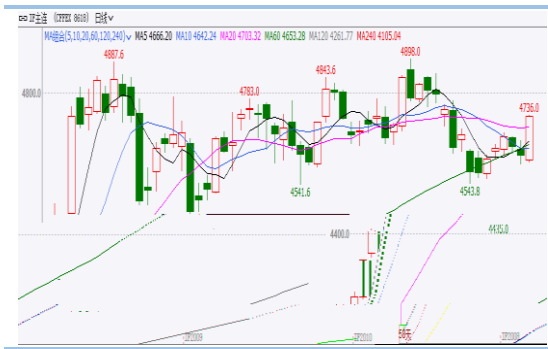 IF主连 (CFFEX 8618) 日线
MA组合(5,10,20,60,120,240) MA5 4666.20 MA10 4642.24 MA20 4703.32 MA60 4653.28 MA120 4261.77 MA240 4105.04
4887.6
4898.0
4843.6
4800.0
4783.0
4736.0
4541.6
4543.8
4400.0
IF2009
IF2010